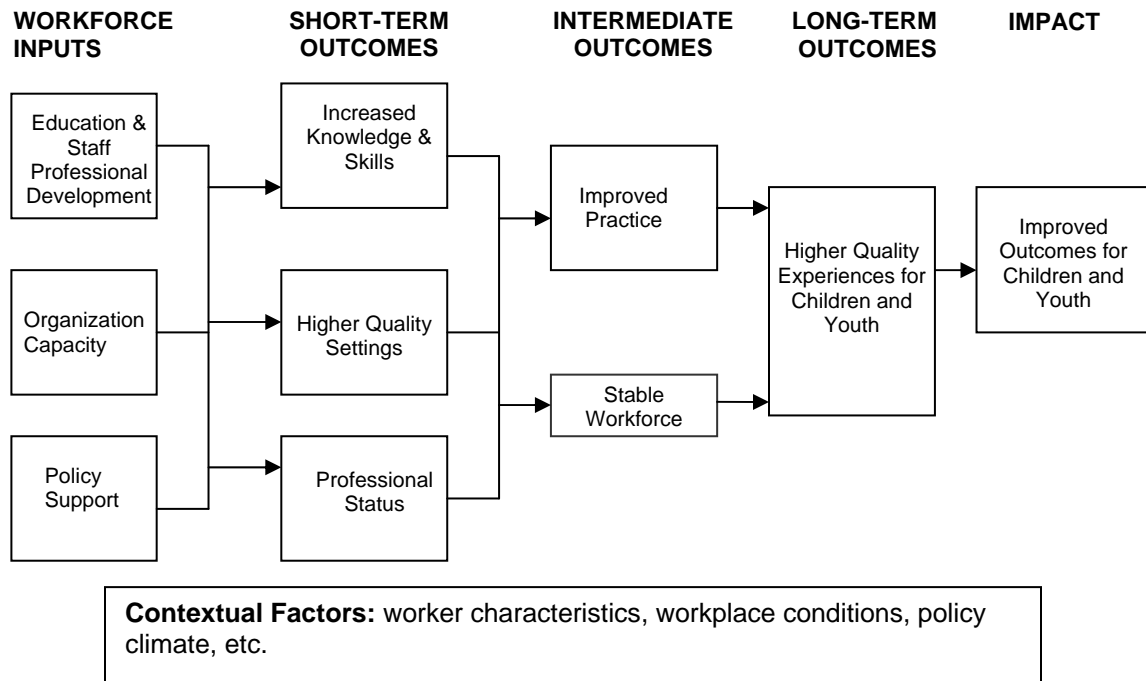 WORKFORCE
INPUTS
SHORT-TERM
OUTCOMES
INTERMEDIATE
OUTCOMES
LONG-TERM
OUTCOMES
IMPACT
Education &
Staff
Professional
Development
Organization
Capacity
Policy
Support
Increased
Knowledge &
Skills
Higher Quality
Settings
Professional
Status
Improved
Practice
Stable
Workforce
Higher Quality
Experiences for
Children and
Youth
Improved
Outcomes for
Children and
Youth
Contextual Factors: worker characteristics, workplace conditions, policy
climate, etc.